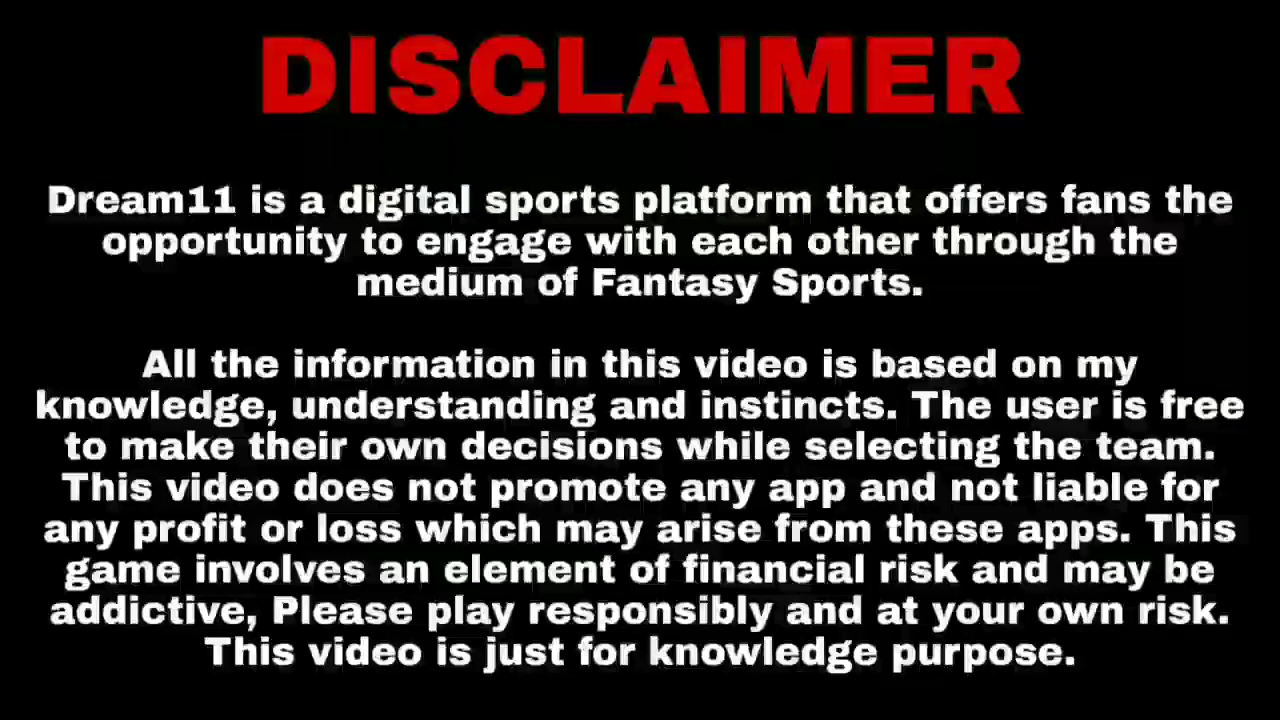 DISCLAIMER
Dream11 is a digital sports platform that offers fans the
opportunity to engage with each other through the
medium of Fantasy Sports.
All the information in this video is based on my
knowledge, understanding and instincts. The user is free
to make their own decisions while selecting the team.
This video does not promote any app and not liable for
any profit or loss which may arise from these apps. This
game involves an element of financial risk and may be
addictive, Please play responsibly and at your own risk.
This video is just for knowledge purpose.